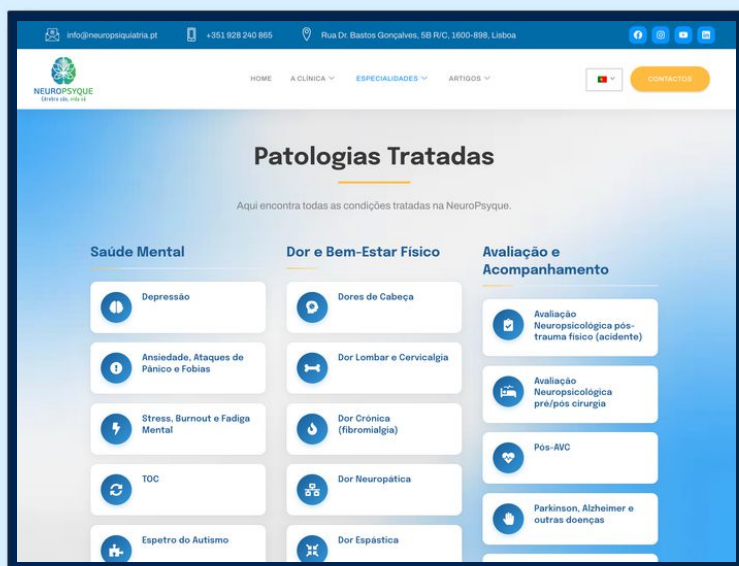 info@neuropsiquiatria.pt
+351 928 240 865
Rua Dr. Bastos Gonçalves, 5B R/C, 1600-898, Lisboa
NEUROPSYQUE
Cérebro são, vida sã
HOME
A CLÍNICA
ESPECIALIDADES
ARTIGOS
CONTACTOS
Patologias Tratadas
Aqui encontra todas as condições tratadas na NeuroPsyque.
Saúde Mental
Depressão
Ansiedade, Ataques de
Pânico e Fobias
Stress, Burnout e Fadiga
Mental
TOC
Espetro do Autismo
Dor e Bem-Estar Físico
Dores de Cabeça
Dor Lombar e Cervicalgia
Dor Crónica
(fibromialgia)
Dor Neuropática
Dor Espástica
Avaliação e
Acompanhamento
Avaliação
Neuropsicológica pós-
trauma físico (acidente)
Avaliação
Neuropsicológica
pré/pós cirurgia
Pós-AVC
Parkinson, Alzheimer e
outras doenças